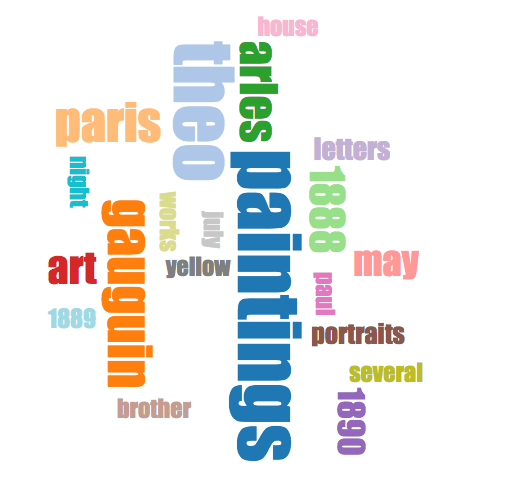 house
theo
arles
paris
letters
paintings
night
1888
works
gauguin
july
art
yellow
may
paul
1889
portraits
several
brother
1890